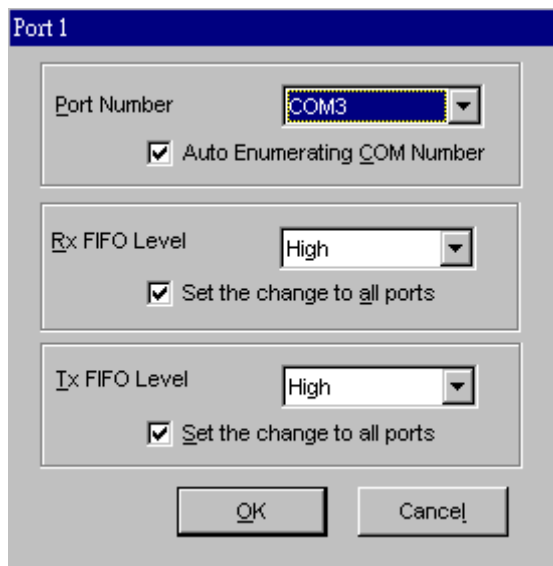 Port 1
Port Number
COM3
Auto Enumerating COM Number
Rx FIFO Level
High
Set the change to all ports
Tx FIFO Level
High
Set the change to all ports
OK
Cancel